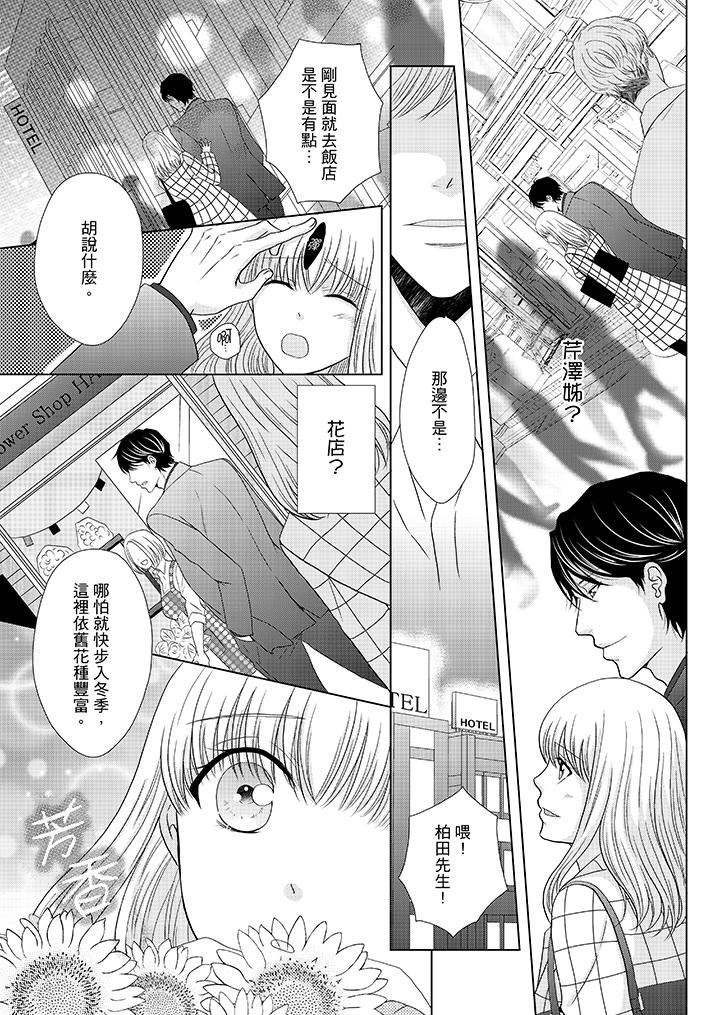 芹澤姊？
那邊不是…
TEL
HOTEL
喂！
柏田先生！
HOTEL
剛見面就去飯店
是不是有點…
胡說什麼。
啊…
ower Shop HA
花店？
哪怕就快步入冬季，
這裡依舊花種豐富。
芳香